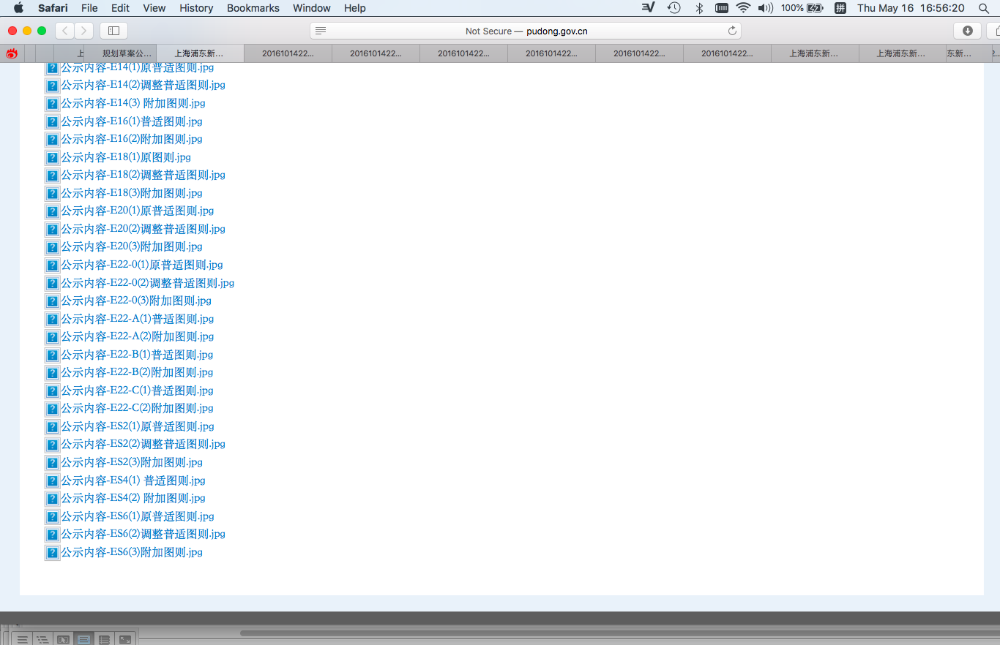 Safari File Edit View History Bookmarks Window Help 100% 拼 Thu May 16 16:56:20
Not Secure — pudong.gov.cn
上 规划草案公… 上海浦东新… 2016101422… 2016101422… 2016101422… 2016101422… 2016101422… 2016101422… 上海浦东新… 上海浦东新… 东新… 2…
公示内容-E14(1)原普适图则.jpg
公示内容-E14(2)调整普适图则.jpg
公示内容-E14(3) 附加图则.jpg
公示内容-E16(1)普适图则.jpg
公示内容-E16(2)附加图则.jpg
公示内容-E18(1)原图则.jpg
公示内容-E18(2)调整普适图则.jpg
公示内容-E18(3)附加图则.jpg
公示内容-E20(1)原普适图则.jpg
公示内容-E20(2)调整普适图则.jpg
公示内容-E20(3)附加图则.jpg
公示内容-E22-0(1)原普适图则.jpg
公示内容-E22-0(2)调整普适图则.jpg
公示内容-E22-0(3)附加图则.jpg
公示内容-E22-A(1)普适图则.jpg
公示内容-E22-A(2)附加图则.jpg
公示内容-E22-B(1)普适图则.jpg
公示内容-E22-B(2)附加图则.jpg
公示内容-E22-C(1)普适图则.jpg
公示内容-E22-C(2)附加图则.jpg
公示内容-ES2(1)原普适图则.jpg
公示内容-ES2(2)调整普适图则.jpg
公示内容-ES2(3)附加图则.jpg
公示内容-ES4(1) 普适图则.jpg
公示内容-ES4(2) 附加图则.jpg
公示内容-ES6(1)原普适图则.jpg
公示内容-ES6(2)调整普适图则.jpg
公示内容-ES6(3)附加图则.jpg